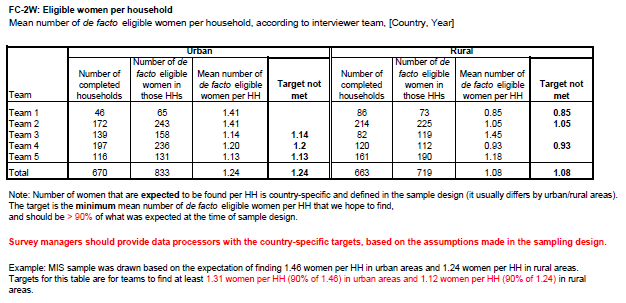 FC-2W: Eligible women per household
Mean number of de facto eligible women per household, according to interviewer team, [Country, Year]
Urban Rural
Number of de Number of de
Number of facto eligible Mean number of Number of facto eligible Mean number of
completed women in de facto eligible Target not completed women in de facto eligible Target not
Team households those HHs women per HH met households those HHs women per HH met
Team 1 46 65 1.41 86 73 0.85 0.85
Team 2 172 243 1.41 214 225 1.05 1.05
Team 3 139 158 1.14 1.14 82 119 1.45
Team 4 197 236 1.20 1.2 120 112 0.93 0.93
Team 5 116 131 1.13 1.13 161 190 1.18
Total 670 833 1.24 1.24 663 719 1.08 1.08
Note: Number of women that are expected to be found per HH is country-specific and defined in the sample design (it usually differs by urban/rural areas).
The target is the minimum mean number of de facto eligible women per HH that we hope to find,
and should be > 90% of what was expected at the time of sample design.
Survey managers should provide data processors with the country-specific targets, based on the assumptions made in the sampling design.
Example: MIS sample was drawn based on the expectation of finding 1.46 women per HH in urban areas and 1.24 women per HH in rural areas.
Targets for this table are for teams to find at least 1.31 women per HH (90% of 1.46) in urban areas and 1.12 women per HH (90% of 1.24) in rural
areas.